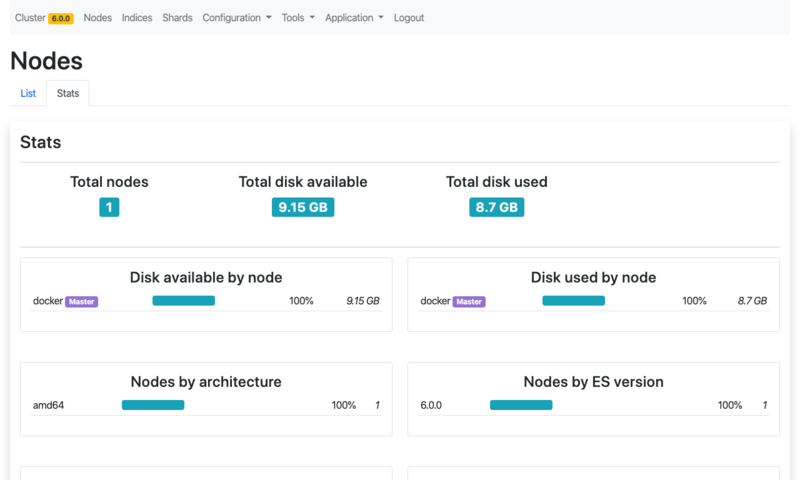 Cluster 6.0.0 Nodes Indices Shards Configuration Tools Application Logout
Nodes
List Stats
Stats
Total nodes Total disk available Total disk used
1 9.15 GB 8.7 GB
Disk available by node
docker Master 100% 9.15 GB
Disk used by node
docker Master 100% 8.7 GB
Nodes by architecture
amd64 100% 1
Nodes by ES version
6.0.0 100% 1